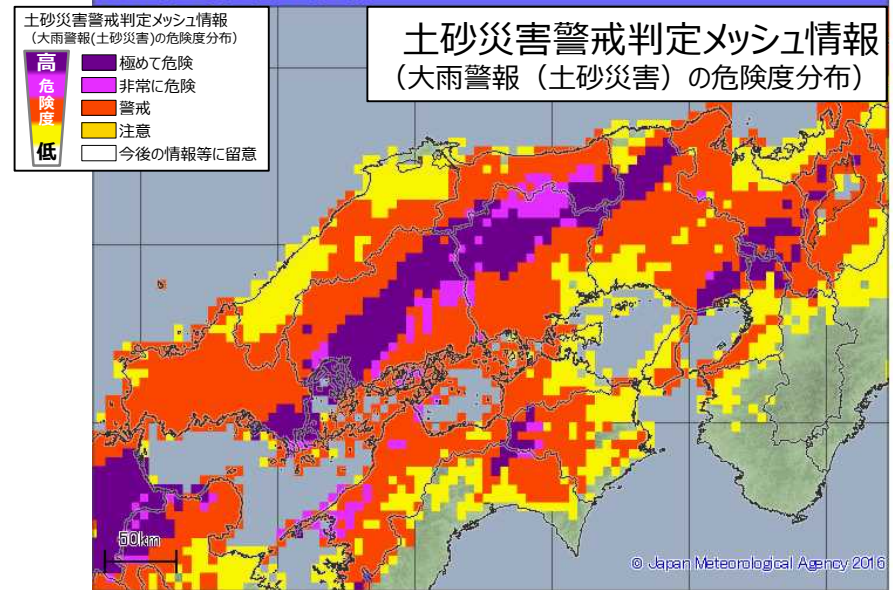 土砂災害警戒判定メッシュ情報
（大雨警報(土砂災害)の危険度分布）
高
危険度
低
極めて危険
非常に危険
警戒
注意
今後の情報等に留意
土砂災害警戒判定メッシュ情報
（大雨警報（土砂災害）の危険度分布）
50km
© Japan Meteorological Agency 2016